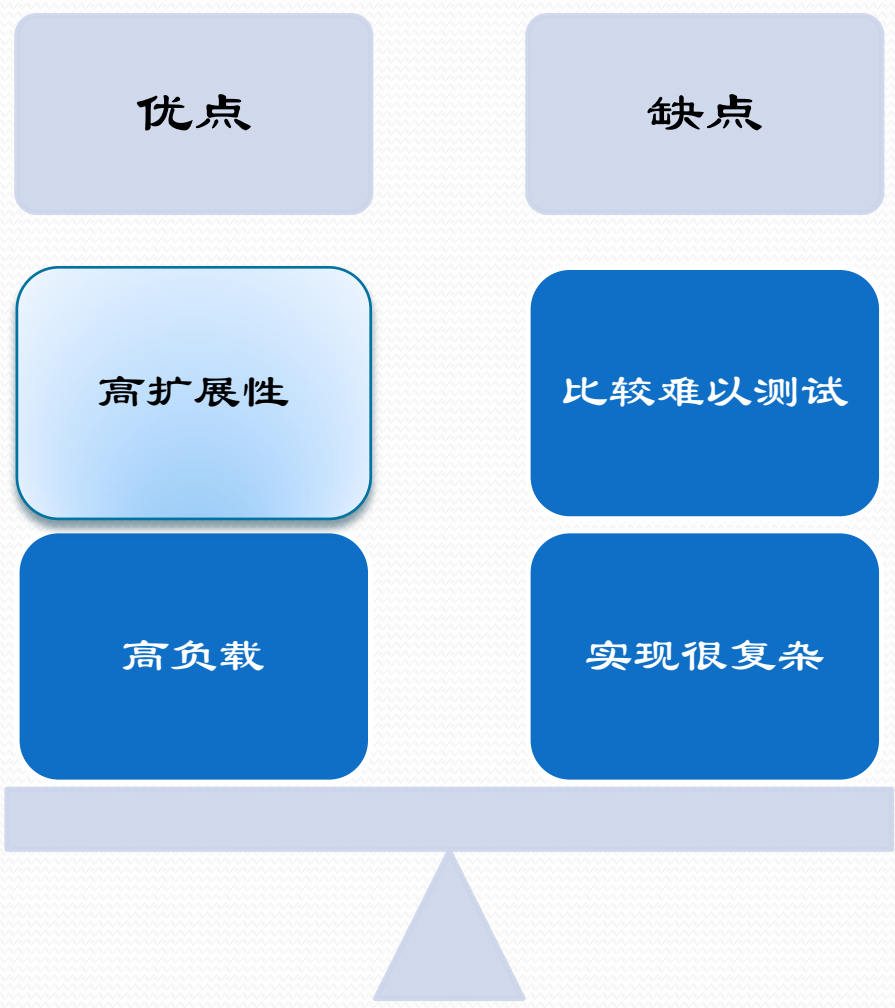 优点
缺点
高扩展性
比较难以测试
高负载
实现很复杂